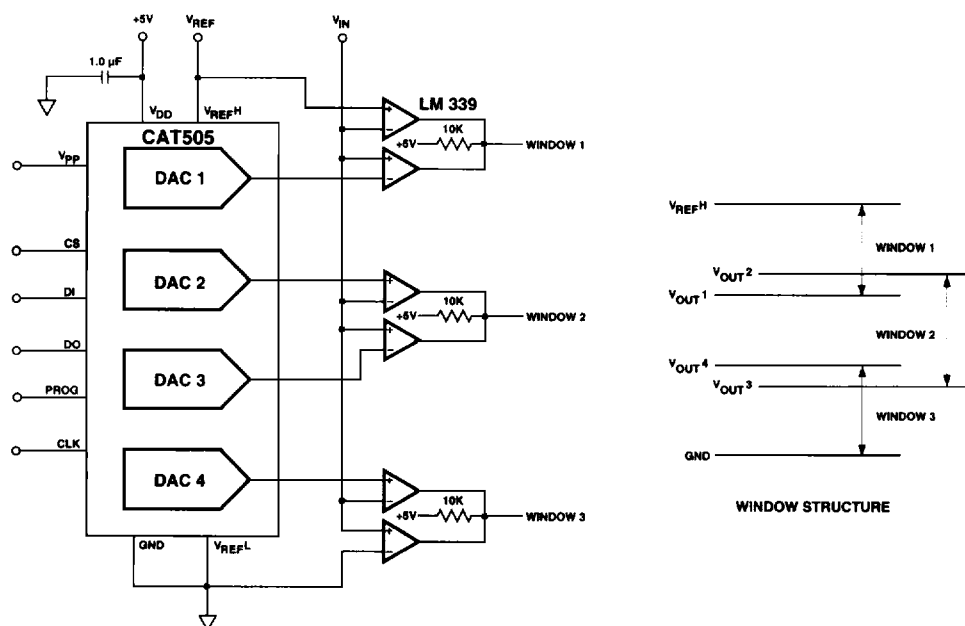 +5V
VREF
VIN
1.0 µF
VDD
VREFH
LM 339
CAT505
10K
+5V
WINDOW 1
VPP
DAC 1
CS
DAC 2
DI
10K
+5V
WINDOW 2
DO
DAC 3
PROG
CLK
DAC 4
10K
+5V
WINDOW 3
GND
VREFL
VREFH
WINDOW 1
VOUT2
VOUT1
WINDOW 2
VOUT4
VOUT3
WINDOW 3
GND
WINDOW STRUCTURE